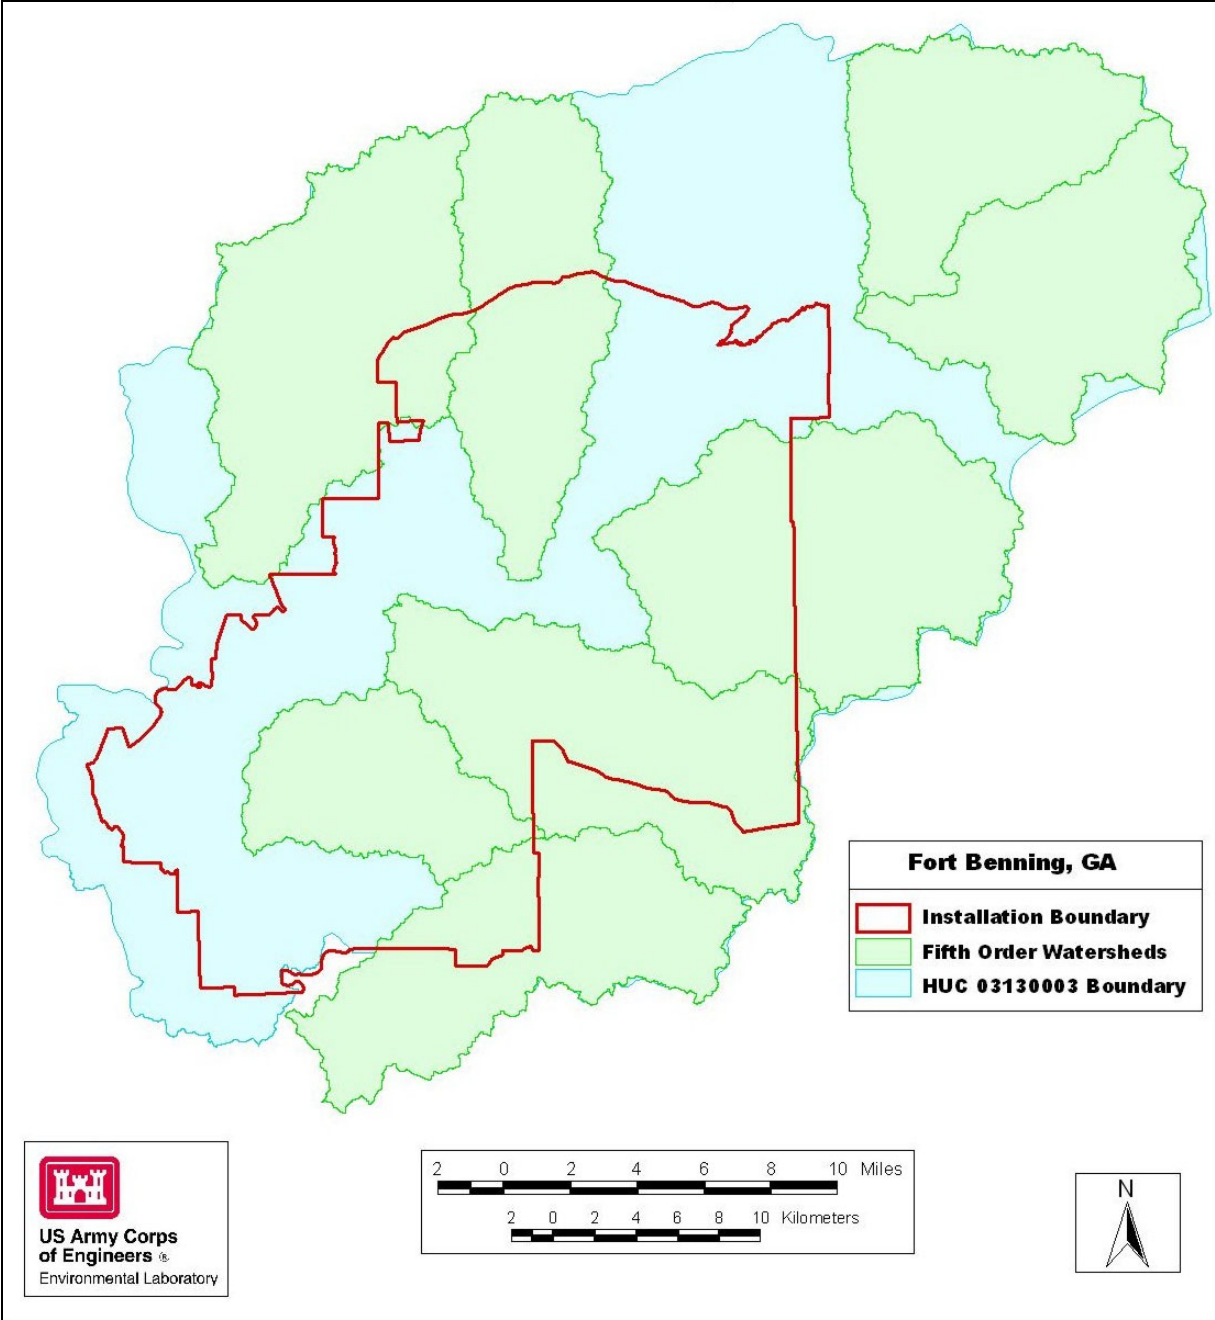 Fort Benning, GA
Installation Boundary
Fifth Order Watersheds
HUC 03130003 Boundary
US Army Corps
of Engineers ®
Environmental Laboratory
2 0 2 4 6 8 10 Miles
2 0 2 4 6 8 10 Kilometers
N